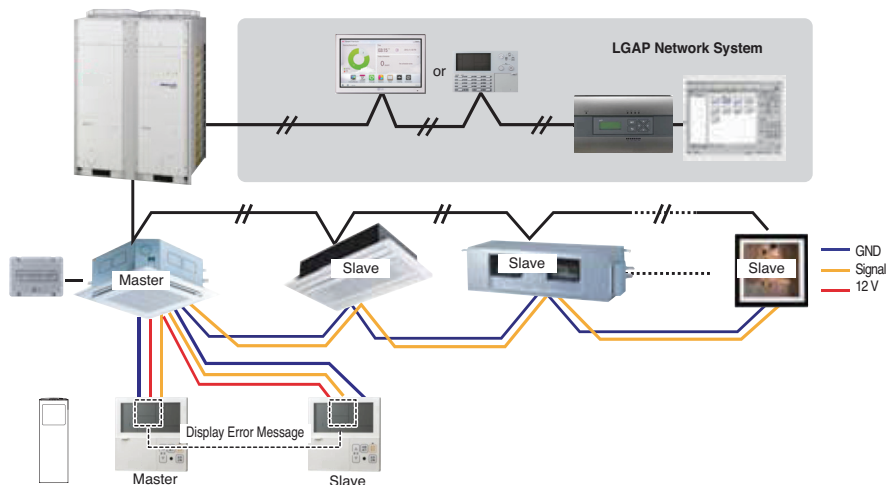 LGAP Network System
or
Master
Slave
Slave
Slave
GND
Signal
12 V
Display Error Message
Master
Slave